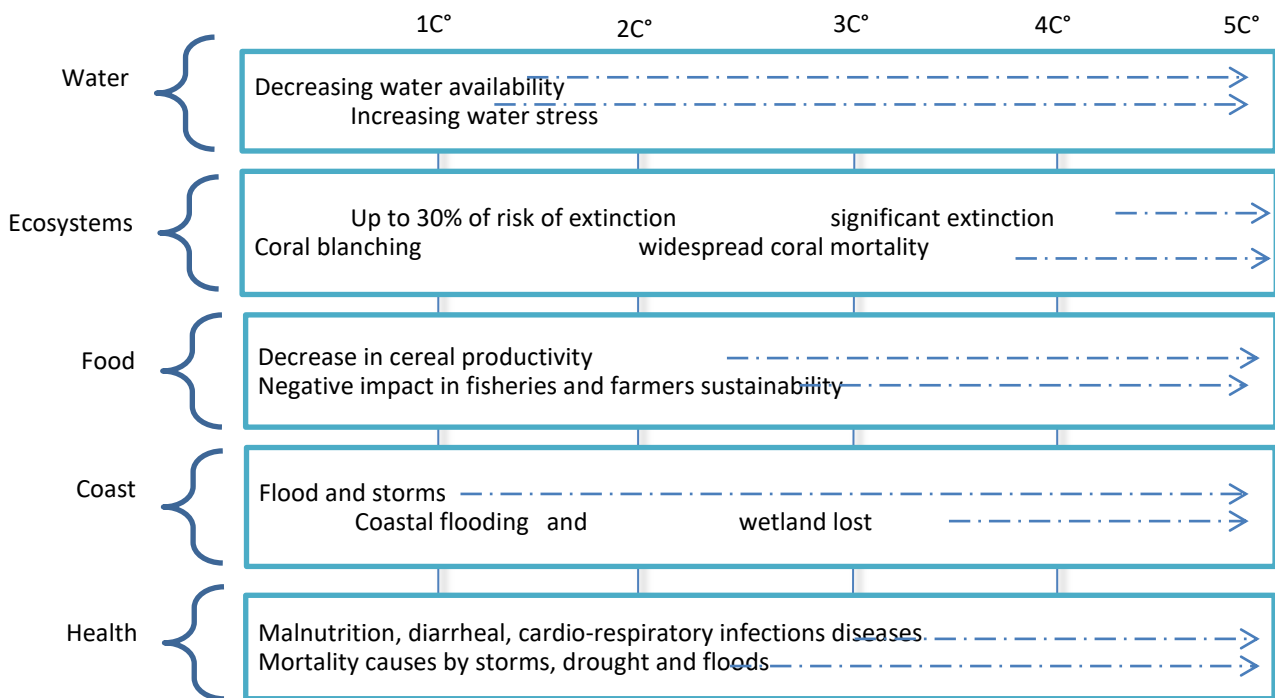 1C° 2C° 3C° 4C° 5C°
Water
Decreasing water availability
Increasing water stress
Ecosystems
Up to 30% of risk of extinction significant extinction
Coral blanching widespread coral mortality
Food
Decrease in cereal productivity
Negative impact in fisheries and farmers sustainability
Coast
Flood and storms
Coastal flooding and wetland lost
Health
Malnutrition, diarrheal, cardio-respiratory infections diseases
Mortality causes by storms, drought and floods